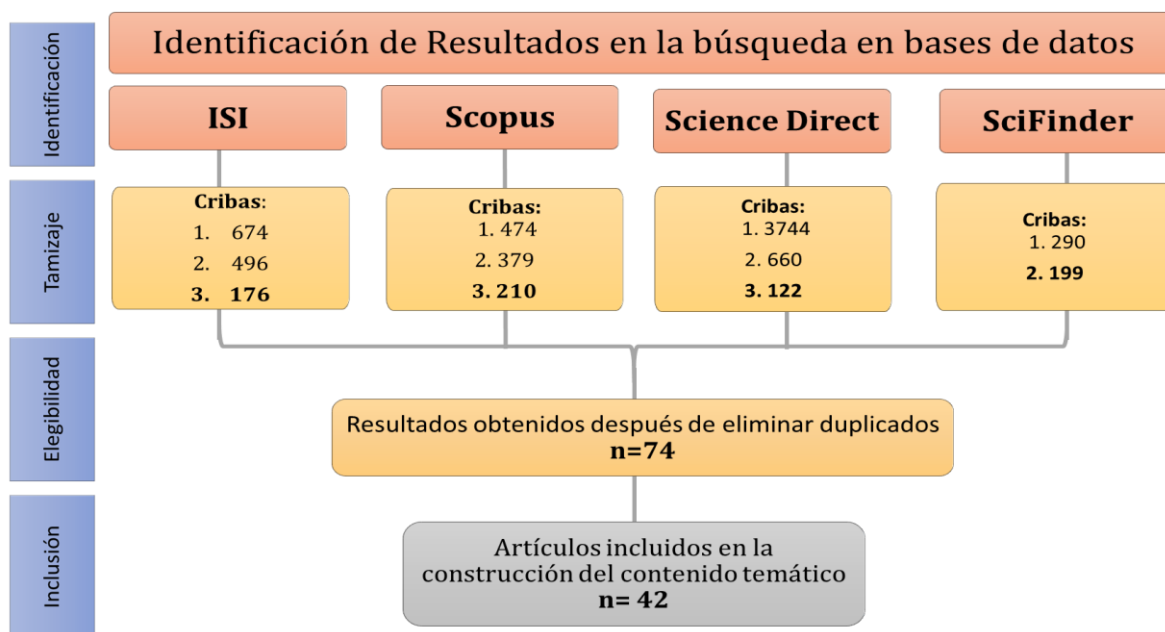 Identificación
Identificación de Resultados en la búsqueda en bases de datos
ISI
Scopus
Science Direct
SciFinder
Tamizaje
Cribas:
1. 674
2. 496
3. 176
Cribas:
1. 474
2. 379
3. 210
Cribas:
1. 3744
2. 660
3. 122
Cribas:
1. 290
2. 199
Elegibilidad
Resultados obtenidos después de eliminar duplicados
n=74
Inclusión
Artículos incluidos en la
construcción del contenido temático
n= 42